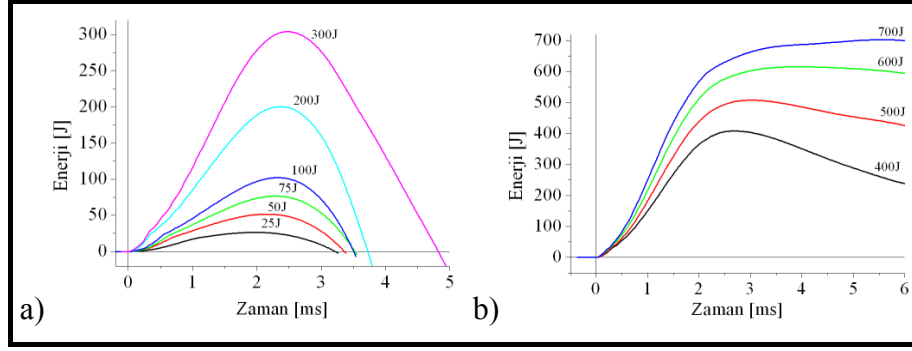 300
250
200
150
100
50
0
Enerji [J]
300J
200J
100J
75J
50J
25J
0 1 2 3 4 5
Zaman [ms]
a)
700
600
500
400
300
200
100
0
Enerji [J]
700J
600J
500J
400J
0 1 2 3 4 5 6
Zaman [ms]
b)